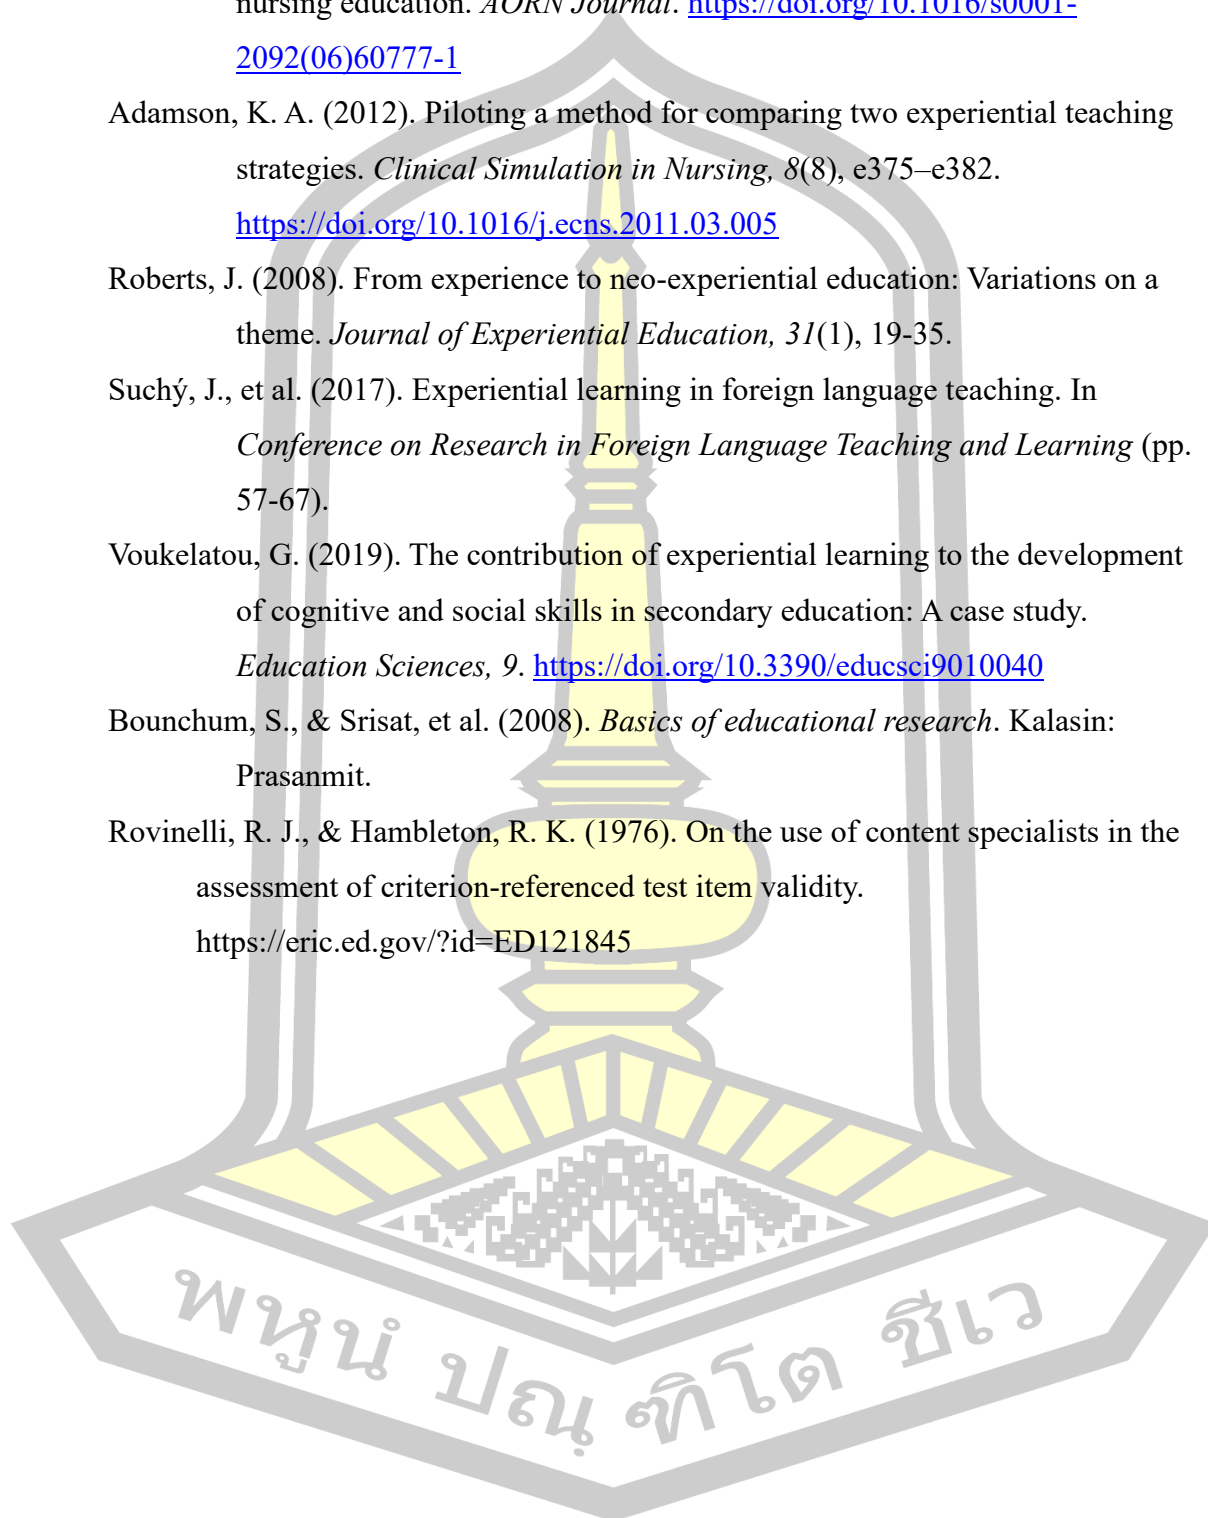 nursing education. AORN Journal. https://doi.org/10.1016/s0001-
2092(06)60777-1
Adamson, K. A. (2012). Piloting a method for comparing two experiential teaching
strategies. Clinical Simulation in Nursing, 8(8), e375–e382.
https://doi.org/10.1016/j.ecns.2011.03.005
Roberts, J. (2008). From experience to neo-experiential education: Variations on a
theme. Journal of Experiential Education, 31(1), 19-35.
Suchý, J., et al. (2017). Experiential learning in foreign language teaching. In
Conference on Research in Foreign Language Teaching and Learning (pp.
57-67).
Voukelatou, G. (2019). The contribution of experiential learning to the development
of cognitive and social skills in secondary education: A case study.
Education Sciences, 9. https://doi.org/10.3390/educsci9010040
Bounchum, S., & Srisat, et al. (2008). Basics of educational research. Kalasin:
Prasanmit.
Rovinelli, R. J., & Hambleton, R. K. (1976). On the use of content specialists in the
assessment of criterion-referenced test item validity.
https://eric.ed.gov/?id=ED121845
พหูนํ ปณฺฑิโต ชีเว